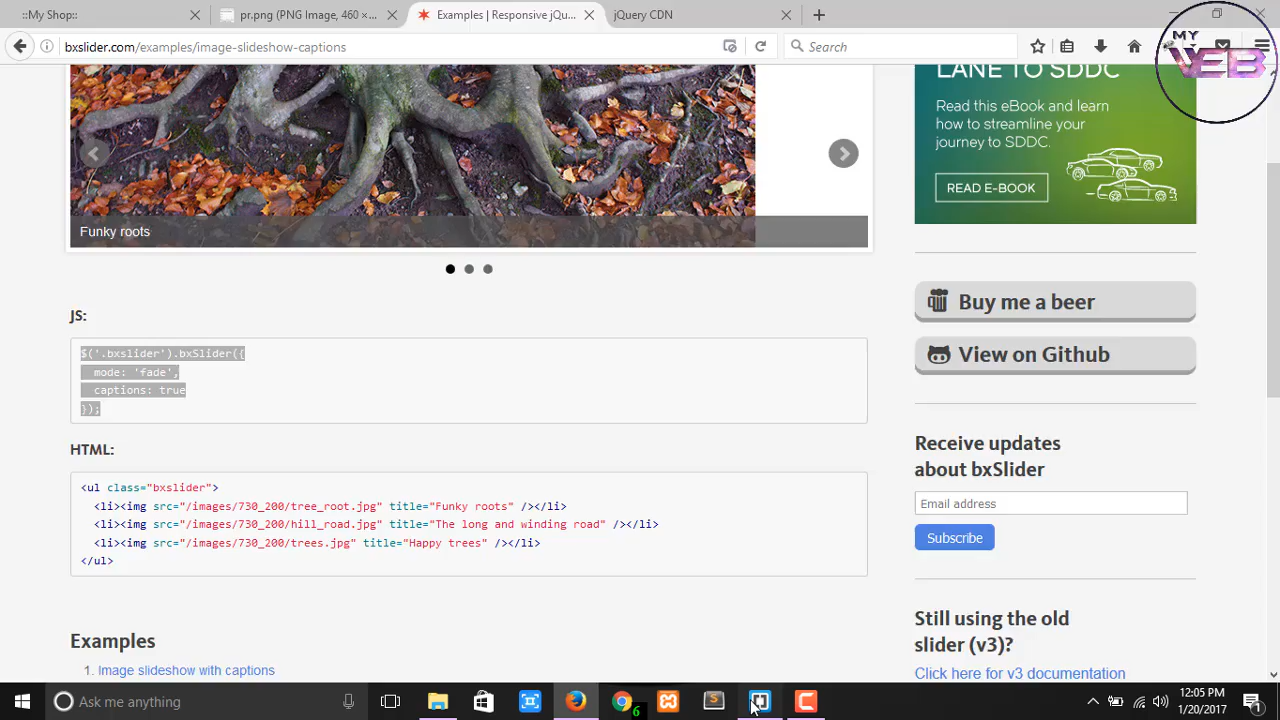 ::My Shop::
pr.png (PNG Image, 460 × ...
Examples | Responsive jQu...
jQuery CDN
bxslider.com/examples/image-slideshow-captions
Search
MY
VEB
LANE TO SDDC
Read this eBook and learn
how to streamline your
journey to SDDC.
READ E-BOOK
Funky roots
JS:
$('.bxslider').bxSlider({
  mode: 'fade',
  captions: true
});
HTML:
<ul class="bxslider">
  <li><img src="/images/730_200/tree_root.jpg" title="Funky roots" /></li>
  <li><img src="/images/730_200/hill_road.jpg" title="The long and winding road" /></li>
  <li><img src="/images/730_200/trees.jpg" title="Happy trees" /></li>
</ul>
Examples
1. Image slideshow with captions
Buy me a beer
View on Github
Receive updates
about bxSlider
Email address
Subscribe
Still using the old
slider (v3)?
Click here for v3 documentation
Ask me anything
6
12:05 PM
1/20/2017
1